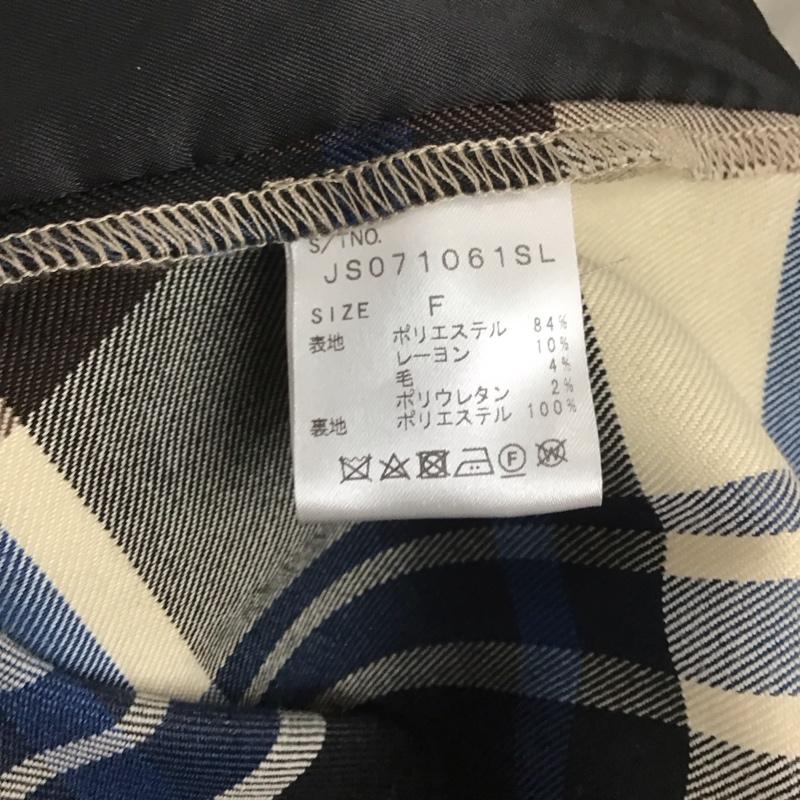 S/TNO.
JS071061SL
SIZE F
表地 ポリエステル 84%
レーヨン 10%
毛 4%
ポリウレタン 2%
裏地 ポリエステル 100%
F W